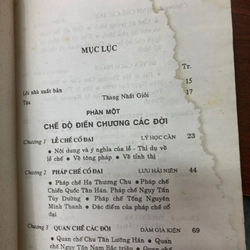 MỤC LỤC
Tr.
Lời nhà xuất bản 15
Tựa Thang Nhất Giới 17
PHẦN MỘT
CHẾ ĐỘ ĐIỂN CHƯƠNG CÁC ĐỜI
Chương 1 LỄ CHẾ CỔ ĐẠI LÝ HỌC CẦN 23
• Nội dung và ý nghĩa của lễ - Thí dụ về
lễ chế • Về tông pháp • Về tính thị
Chương 2 PHÁP CHẾ CỔ ĐẠI LƯU HẢI NIÊN 44
• Pháp chế Hạ Thương Chu • Pháp chế
Chiến Quốc Tần Hán. Pháp chế Ngụy Tấn
Tùy Đường • Pháp chế Tống Nguyên
Minh Thanh • Đặc điểm của pháp chế cổ
đại
Chương 3 QUAN CHẾ CÁC ĐỜI ĐÀM GIA KIỆN 69
• Quan chế Chu Tần Lưỡng Hán • Quan
chế Ngụy Tấn Nam Bắc triều • Quan